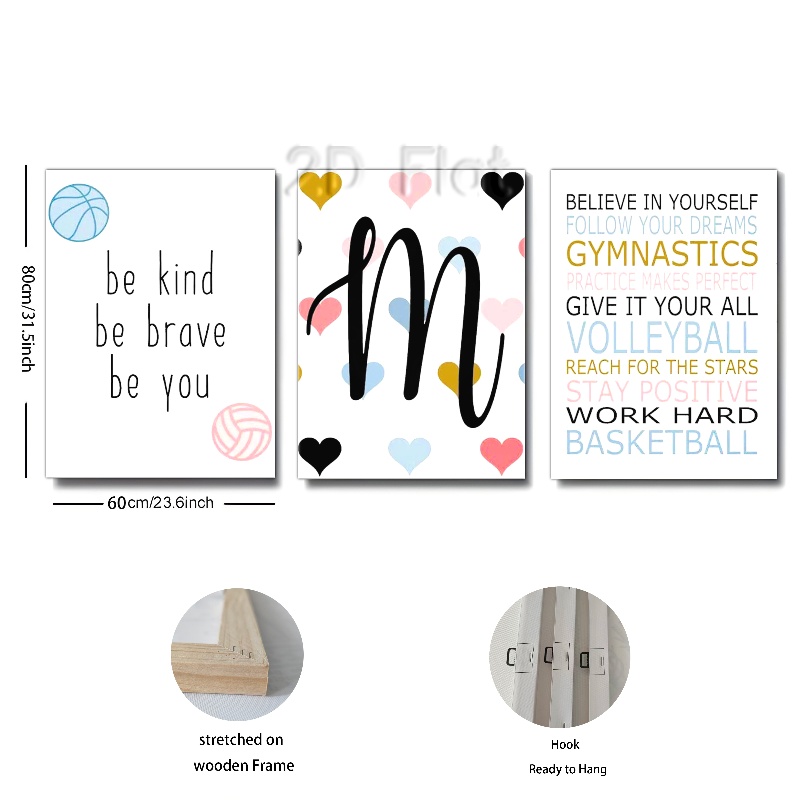 2D Flat
80cm/31.5inch
be kind
be brave
be you
m
BELIEVE IN YOURSELF
FOLLOW YOUR DREAMS
GYMNASTICS
PRACTICE MAKES PERFECT
GIVE IT YOUR ALL
VOLLEYBALL
REACH FOR THE STARS
STAY POSITIVE
WORK HARD
BASKETBALL
60cm/23.6inch
stretched on
wooden Frame
Hook
Ready to Hang